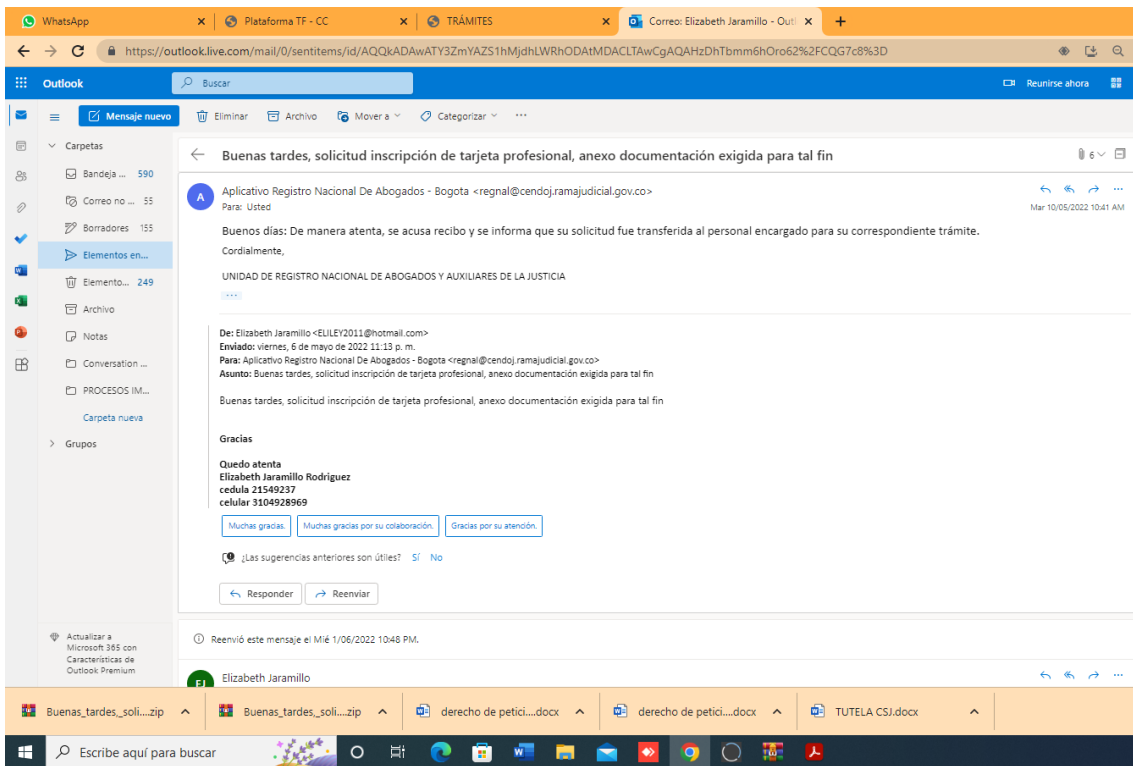 WhatsApp
Plataforma TF - CC
TRÁMITES
Correo: Elizabeth Jaramillo - Outl
https://outlook.live.com/mail/0/sentitems/id/AQQkADAwATY3ZmYAZS1hMjdhLWRhODAtMDACLTAwCgAQAHzDhTbmm6hOro62%2FCQG7c8%3D
Outlook
Buscar
Reunirse ahora
Mensaje nuevo
Eliminar
Archivo
Mover a
Categorizar
Carpetas
Bandeja ... 590
Correo no ... 55
Borradores 155
Elementos en...
Elemento... 249
Archivo
Notas
Conversation ...
PROCESOS IM...
Carpeta nueva
Grupos
Actualizar a
Microsoft 365 con
Características de
Outlook Premium
Buenas tardes, solicitud inscripción de tarjeta profesional, anexo documentación exigida para tal fin
6
A
Aplicativo Registro Nacional De Abogados - Bogota <regnal@cendoj.ramajudicial.gov.co>
Para: Usted
Mar 10/05/2022 10:41 AM
Buenos días: De manera atenta, se acusa recibo y se informa que su solicitud fue transferida al personal encargado para su correspondiente trámite.
Cordialmente,
UNIDAD DE REGISTRO NACIONAL DE ABOGADOS Y AUXILIARES DE LA JUSTICIA
...
De: Elizabeth Jaramillo <ELILEY2011@hotmail.com>
Enviado: viernes, 6 de mayo de 2022 11:13 p. m.
Para: Aplicativo Registro Nacional De Abogados - Bogota <regnal@cendoj.ramajudicial.gov.co>
Asunto: Buenas tardes, solicitud inscripción de tarjeta profesional, anexo documentación exigida para tal fin
Buenas tardes, solicitud inscripción de tarjeta profesional, anexo documentación exigida para tal fin
Gracias
Quedo atenta
Elizabeth Jaramillo Rodriguez
cedula 21549237
celular 3104928969
Muchas gracias.
Muchas gracias por su colaboración.
Gracias por su atención.
¿Las sugerencias anteriores son útiles? Sí No
Responder
Reenviar
Reenvió este mensaje el Mié 1/06/2022 10:48 PM.
EJ
Elizabeth Jaramillo
Buenas_tardes,_soli....zip
Buenas_tardes,_soli....zip
derecho de petici....docx
derecho de petici....docx
TUTELA CSJ.docx
Escribe aquí para buscar